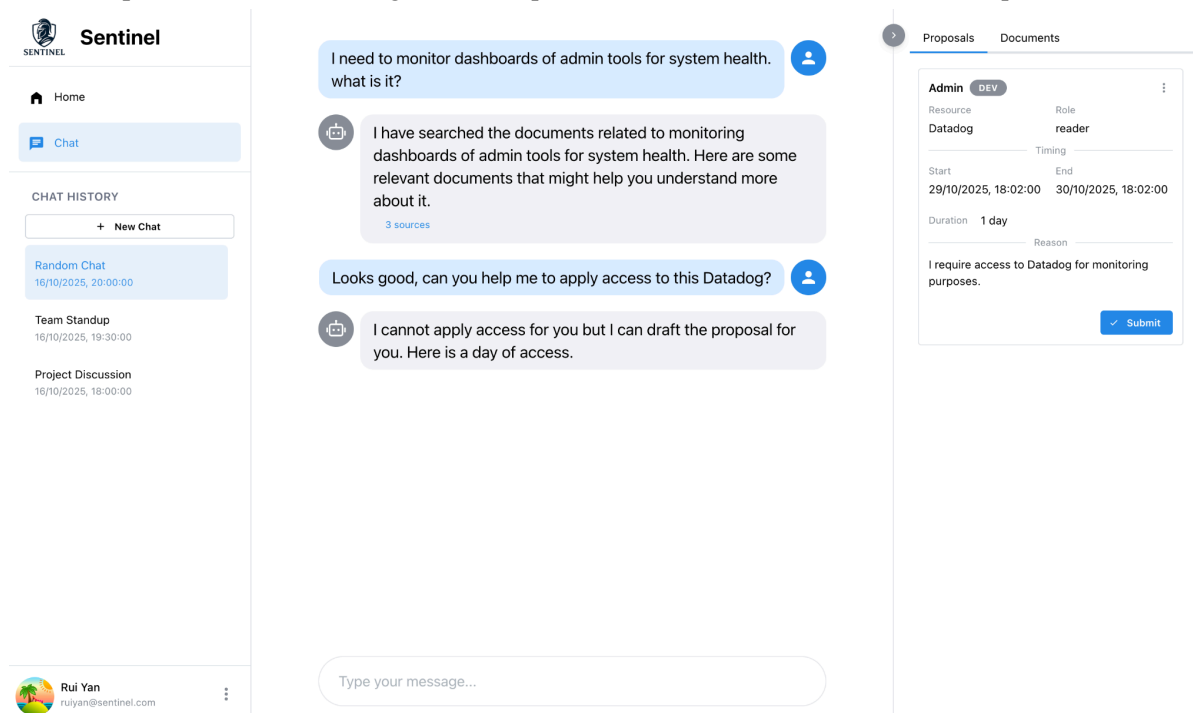 SENTINEL
Sentinel
Home
Chat
CHAT HISTORY
+ New Chat
Random Chat
16/10/2025, 20:00:00
Team Standup
16/10/2025, 19:30:00
Project Discussion
16/10/2025, 18:00:00
Rui Yan
ruiyan@sentinel.com
I need to monitor dashboards of admin tools for system health.
what is it?
I have searched the documents related to monitoring
dashboards of admin tools for system health. Here are some
relevant documents that might help you understand more
about it.
3 sources
Looks good, can you help me to apply access to this Datadog?
I cannot apply access for you but I can draft the proposal for
you. Here is a day of access.
Type your message...
Proposals Documents
Admin DEV
Resource Role
Datadog reader
Timing
Start End
29/10/2025, 18:02:00 30/10/2025, 18:02:00
Duration 1 day
Reason
I require access to Datadog for monitoring
purposes.
Submit